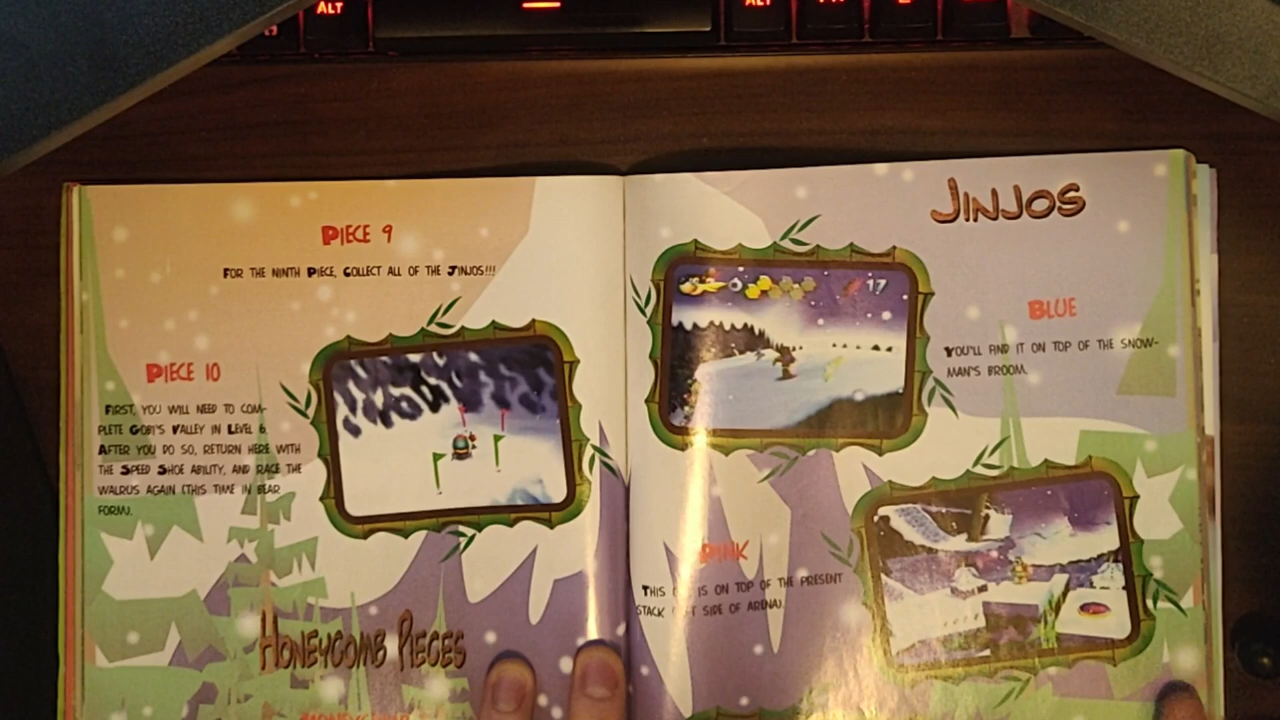 ALT
ALT
PIECE 9
FOR THE NINTH PIECE, COLLECT ALL OF THE JINJOS!!!
PIECE 10
FIRST, YOU WILL NEED TO COM-
PLETE GOBI'S VALLEY IN LEVEL 6.
AFTER YOU DO SO, RETURN HERE WITH
THE SPEED SHOE ABILITY, AND RACE THE
WALRUS AGAIN (THIS TIME IN BEAR
FORM).
HONEYCOMB PIECES
JINJOS
17
BLUE
YOU'LL FIND IT ON TOP OF THE SNOW-
MAN'S BROOM.
PINK
THIS IS ON TOP OF THE PRESENT
STACK SIDE OF ARENA).